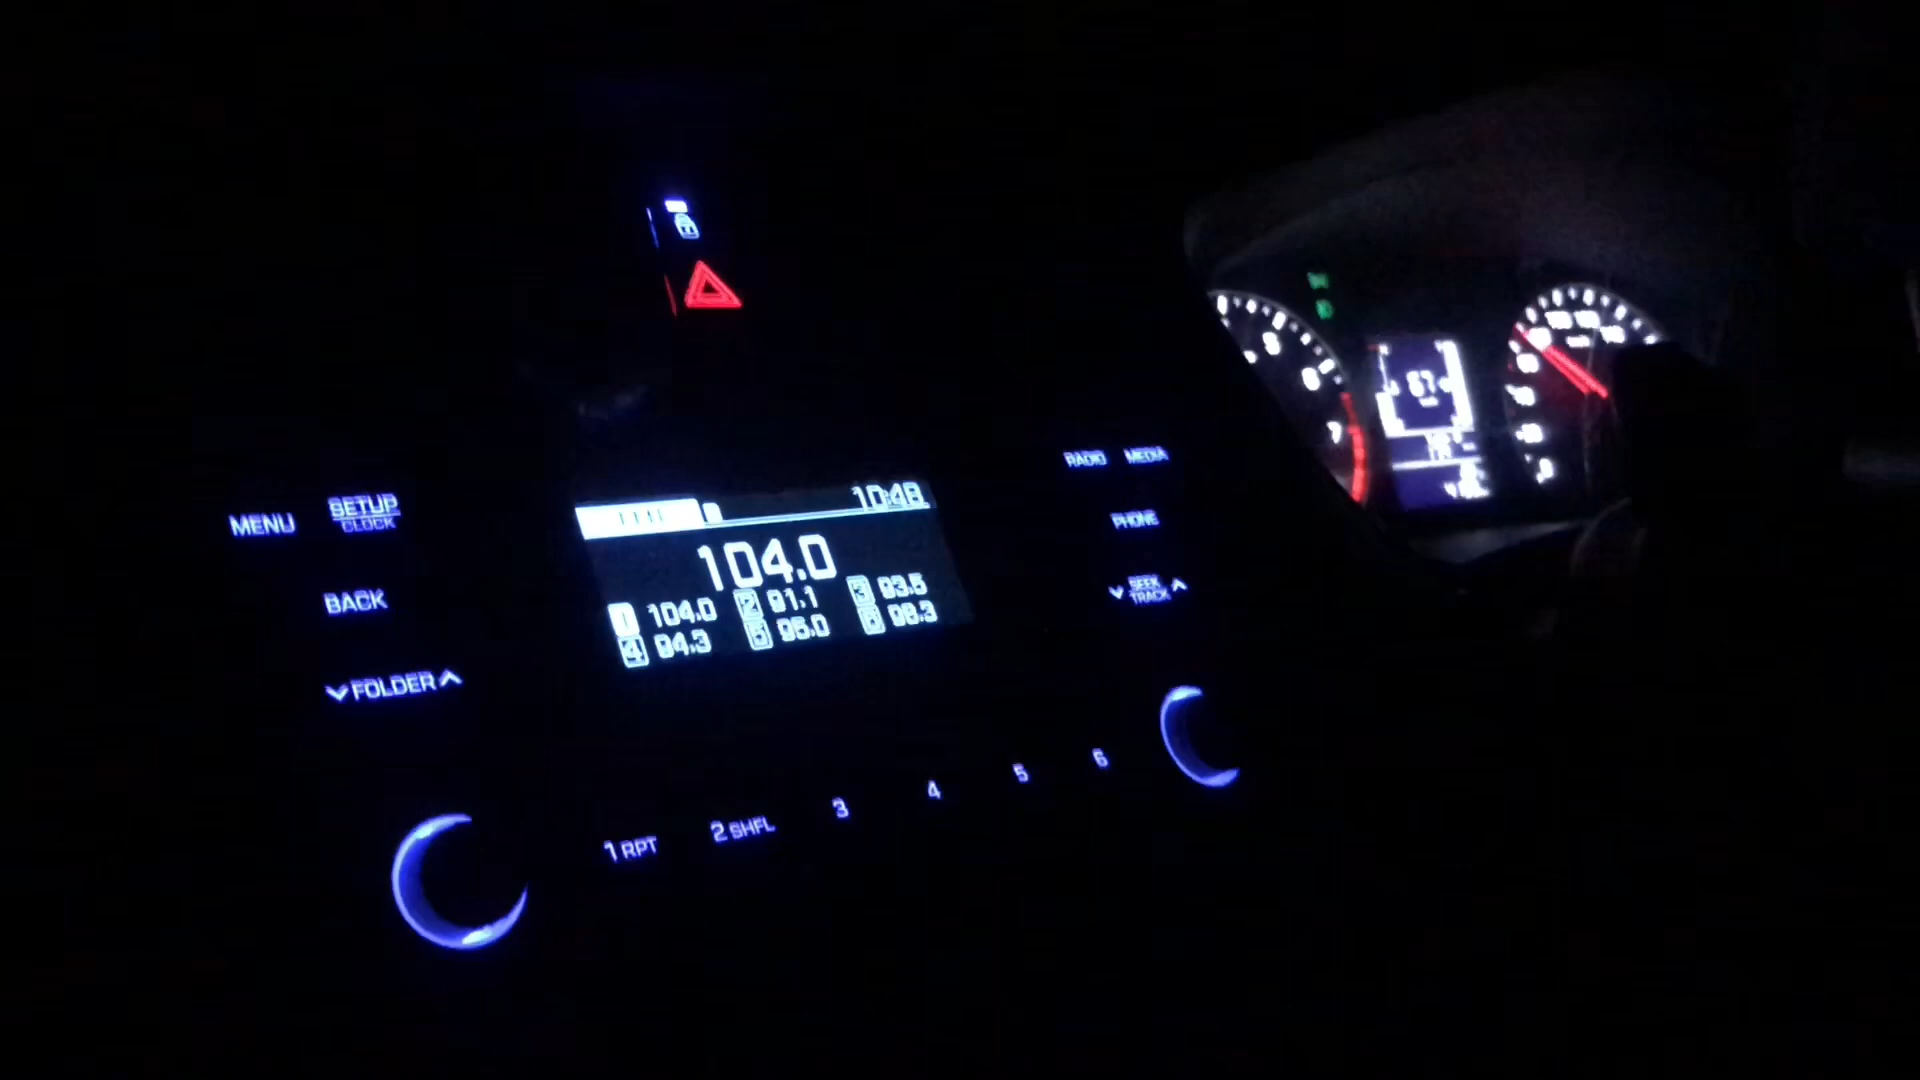 MENU
SETUP
CLOCK
BACK
FOLDER
10:48
104.0
1 104.0 2 91.1 3 93.5
4 94.3 5 95.0 6 98.3
RADIO MEDIA
PHONE
SEEK
TRACK
1 RPT 2 SHFL 3 4 5 6
6
7